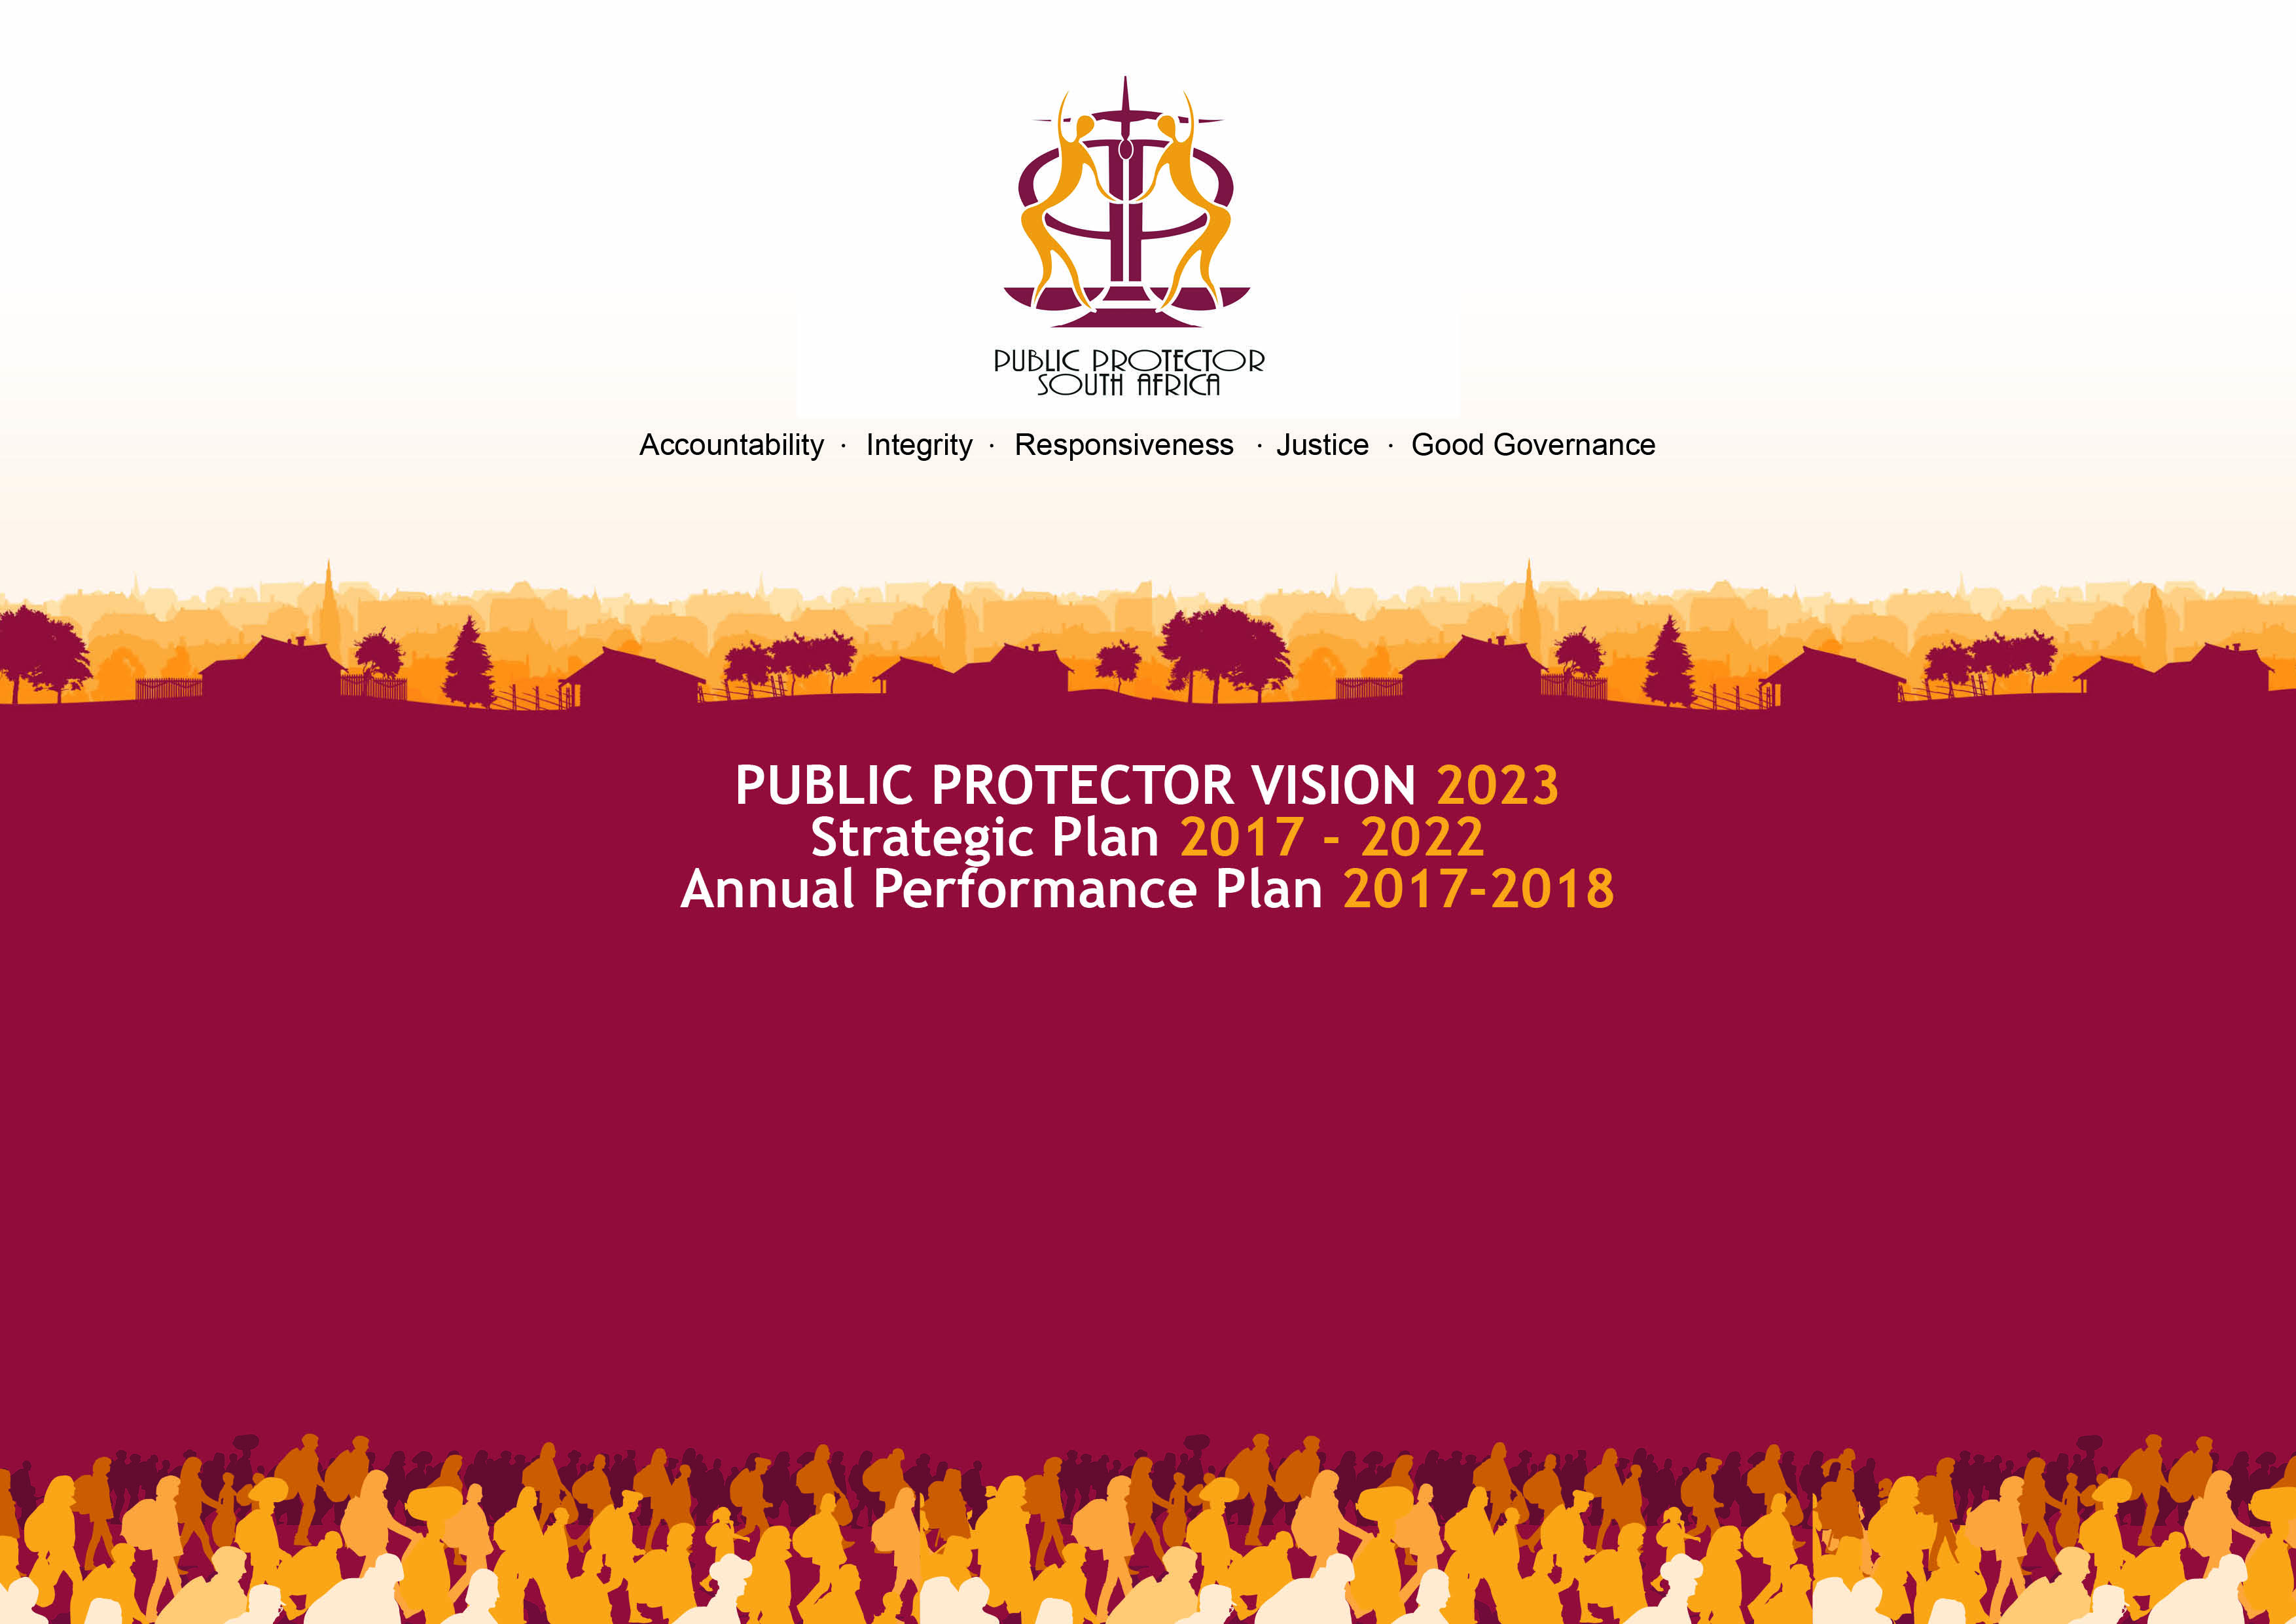 PUBLIC PROTECTOR
SOUTH AFRICA
Accountability · Integrity · Responsiveness · Justice · Good Governance
PUBLIC PROTECTOR VISION 2023
Strategic Plan 2017 - 2022
Annual Performance Plan 2017-2018